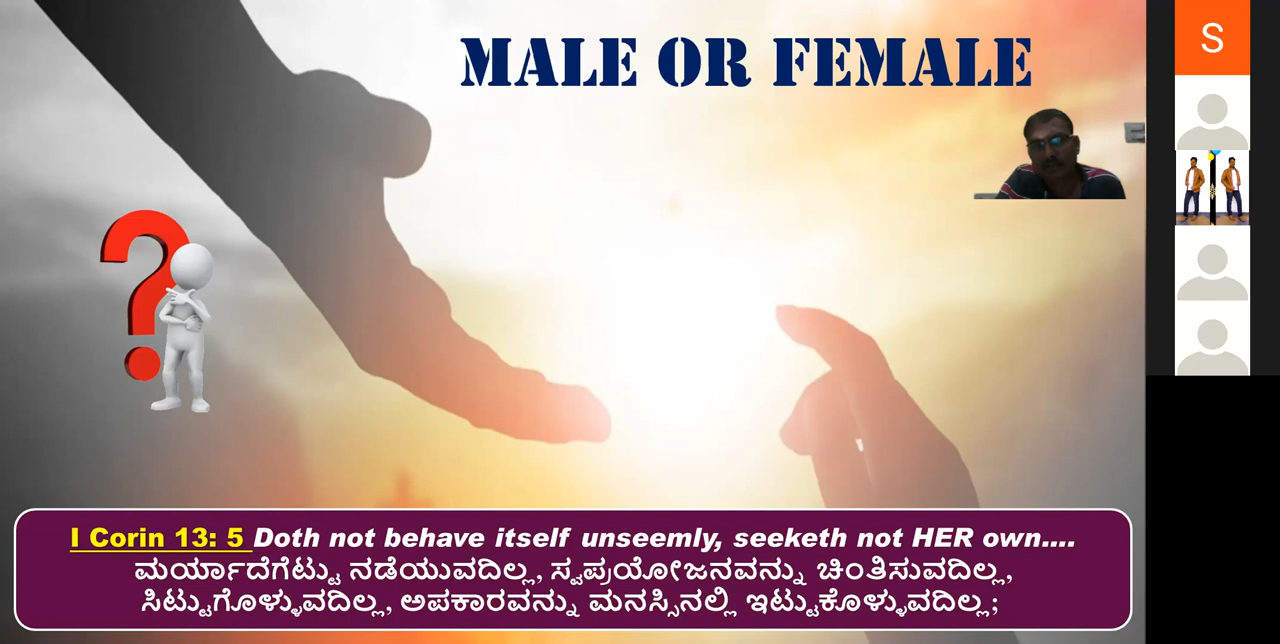 MALE OR FEMALE
S
I Corin 13: 5 Doth not behave itself unseemly, seeketh not HER own....
ಮರ್ಯಾದೆಗೆಟ್ಟು ನಡೆಯುವದಿಲ್ಲ, ಸ್ವಪ್ರಯೋಜನವನ್ನು ಚಿಂತಿಸುವದಿಲ್ಲ,
ಸಿಟ್ಟುಗೊಳ್ಳುವದಿಲ್ಲ, ಅಪಕಾರವನ್ನು ಮನಸ್ಸಿನಲ್ಲಿ ಇಟ್ಟುಕೊಳ್ಳುವದಿಲ್ಲ;